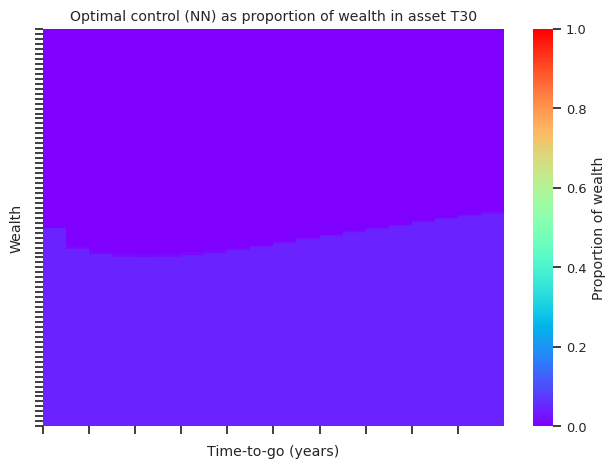 Optimal control (NN) as proportion of wealth in asset T30
Wealth
Time-to-go (years)
1.0
0.8
0.6
0.4
0.2
0.0
Proportion of wealth